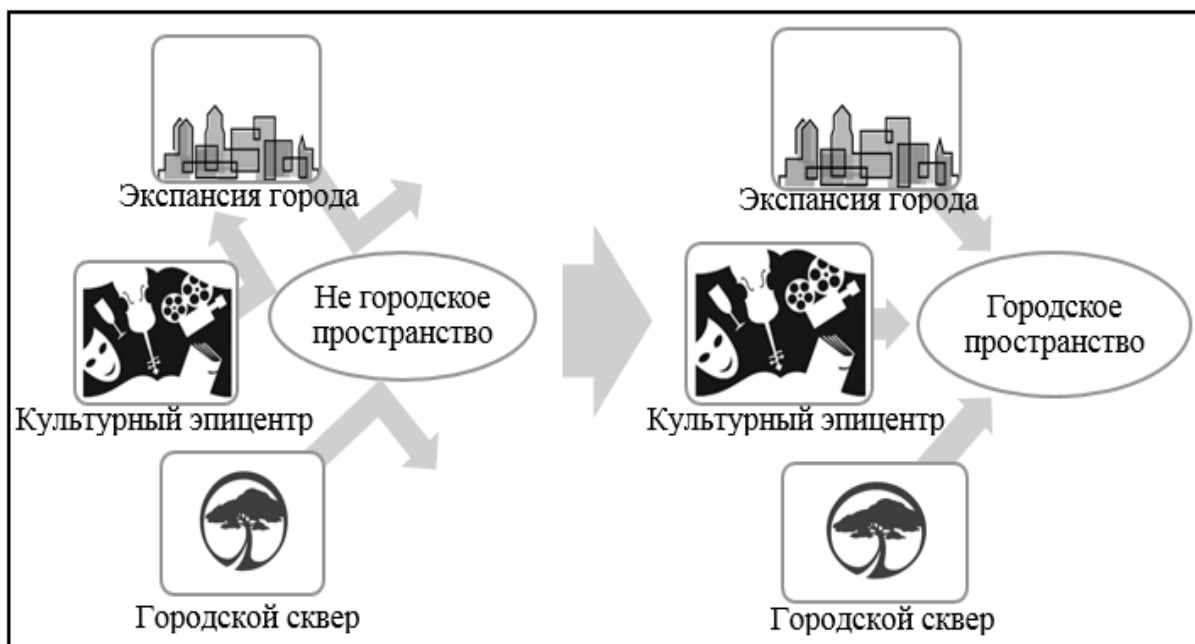 Экспансия города
Не городское
пространство
Культурный эпицентр
Городской сквер
Экспансия города
Городское
пространство
Культурный эпицентр
Городской сквер